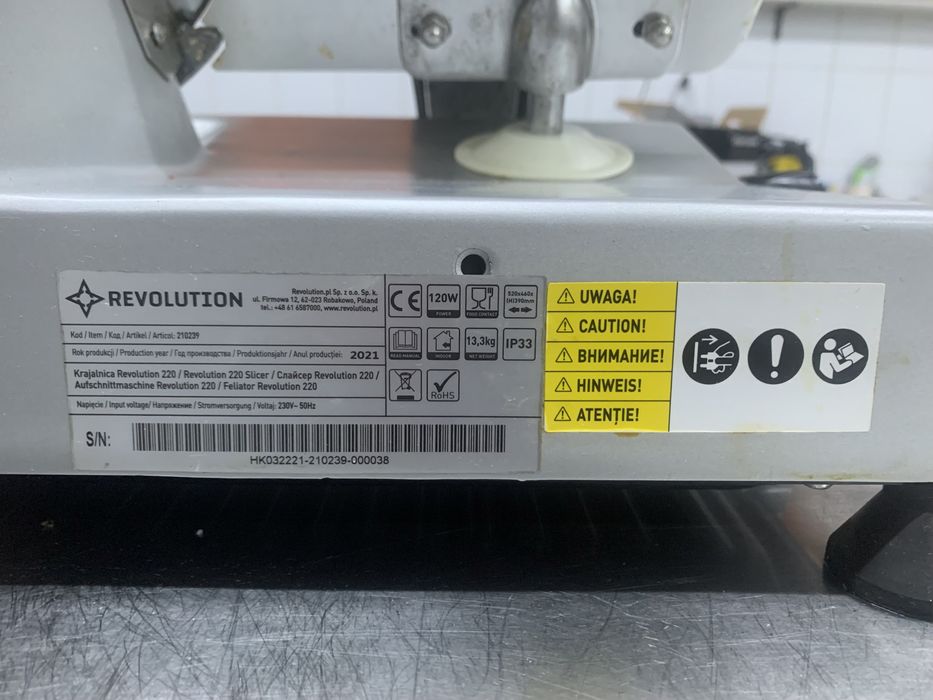 REVOLUTION
Revolution.pl Sp. z o.o. Sp. k.
ul. Firmowa 12, 62-023 Robakowo, Poland
tel.: +48 61 6587000, www.revolution.pl
Kod / Item / Код / Artikel / Articol: 210239
Rok produkcji / Production year / Год производства / Produktionsjahr / Anul producției: 2021
Krajalnica Revolution 220 / Revolution 220 Slicer / Слайсер Revolution 220 /
Aufschnittmaschine Revolution 220 / Feliator Revolution 220
Napięcie / Input voltage/ Напряжение / Stromversorgung / Voltaj: 230V~ 50Hz
CE
120W
POWER
FOOD CONTACT
520x460x
(H)390mm
READ MANUAL
INDOOR
13,3kg
NET WEIGHT
IP33
RoHS
S/N:
HK032221-210239-000038
UWAGA!
CAUTION!
ВНИМАНИЕ!
HINWEIS!
ATENȚIE!